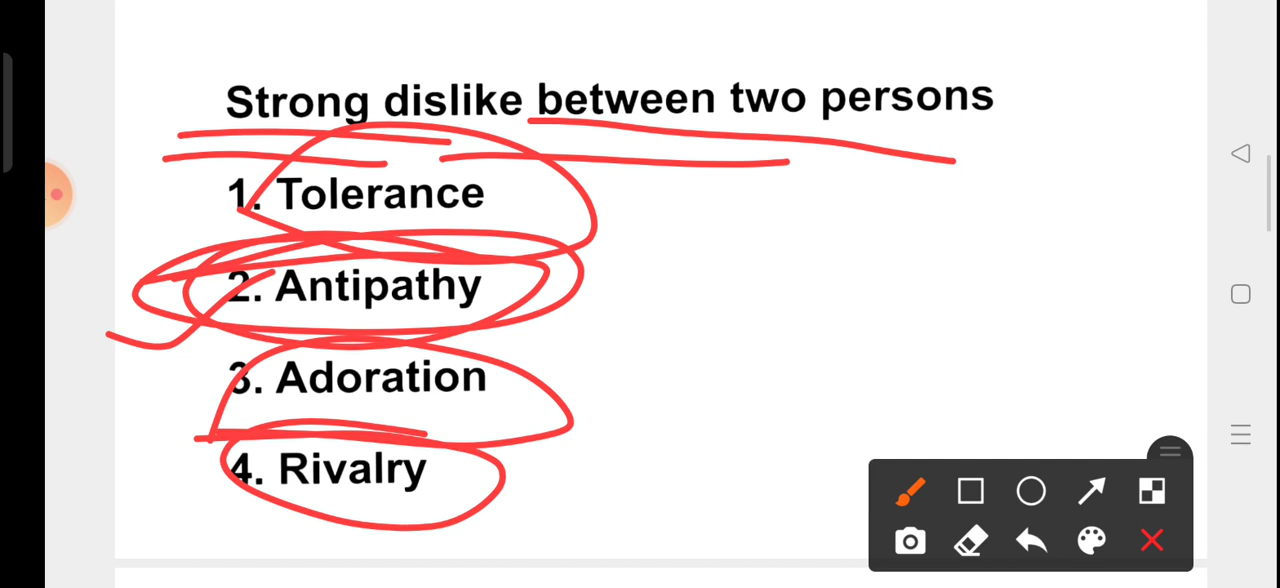 Strong dislike between two persons
1. Tolerance
2. Antipathy
3. Adoration
4. Rivalry